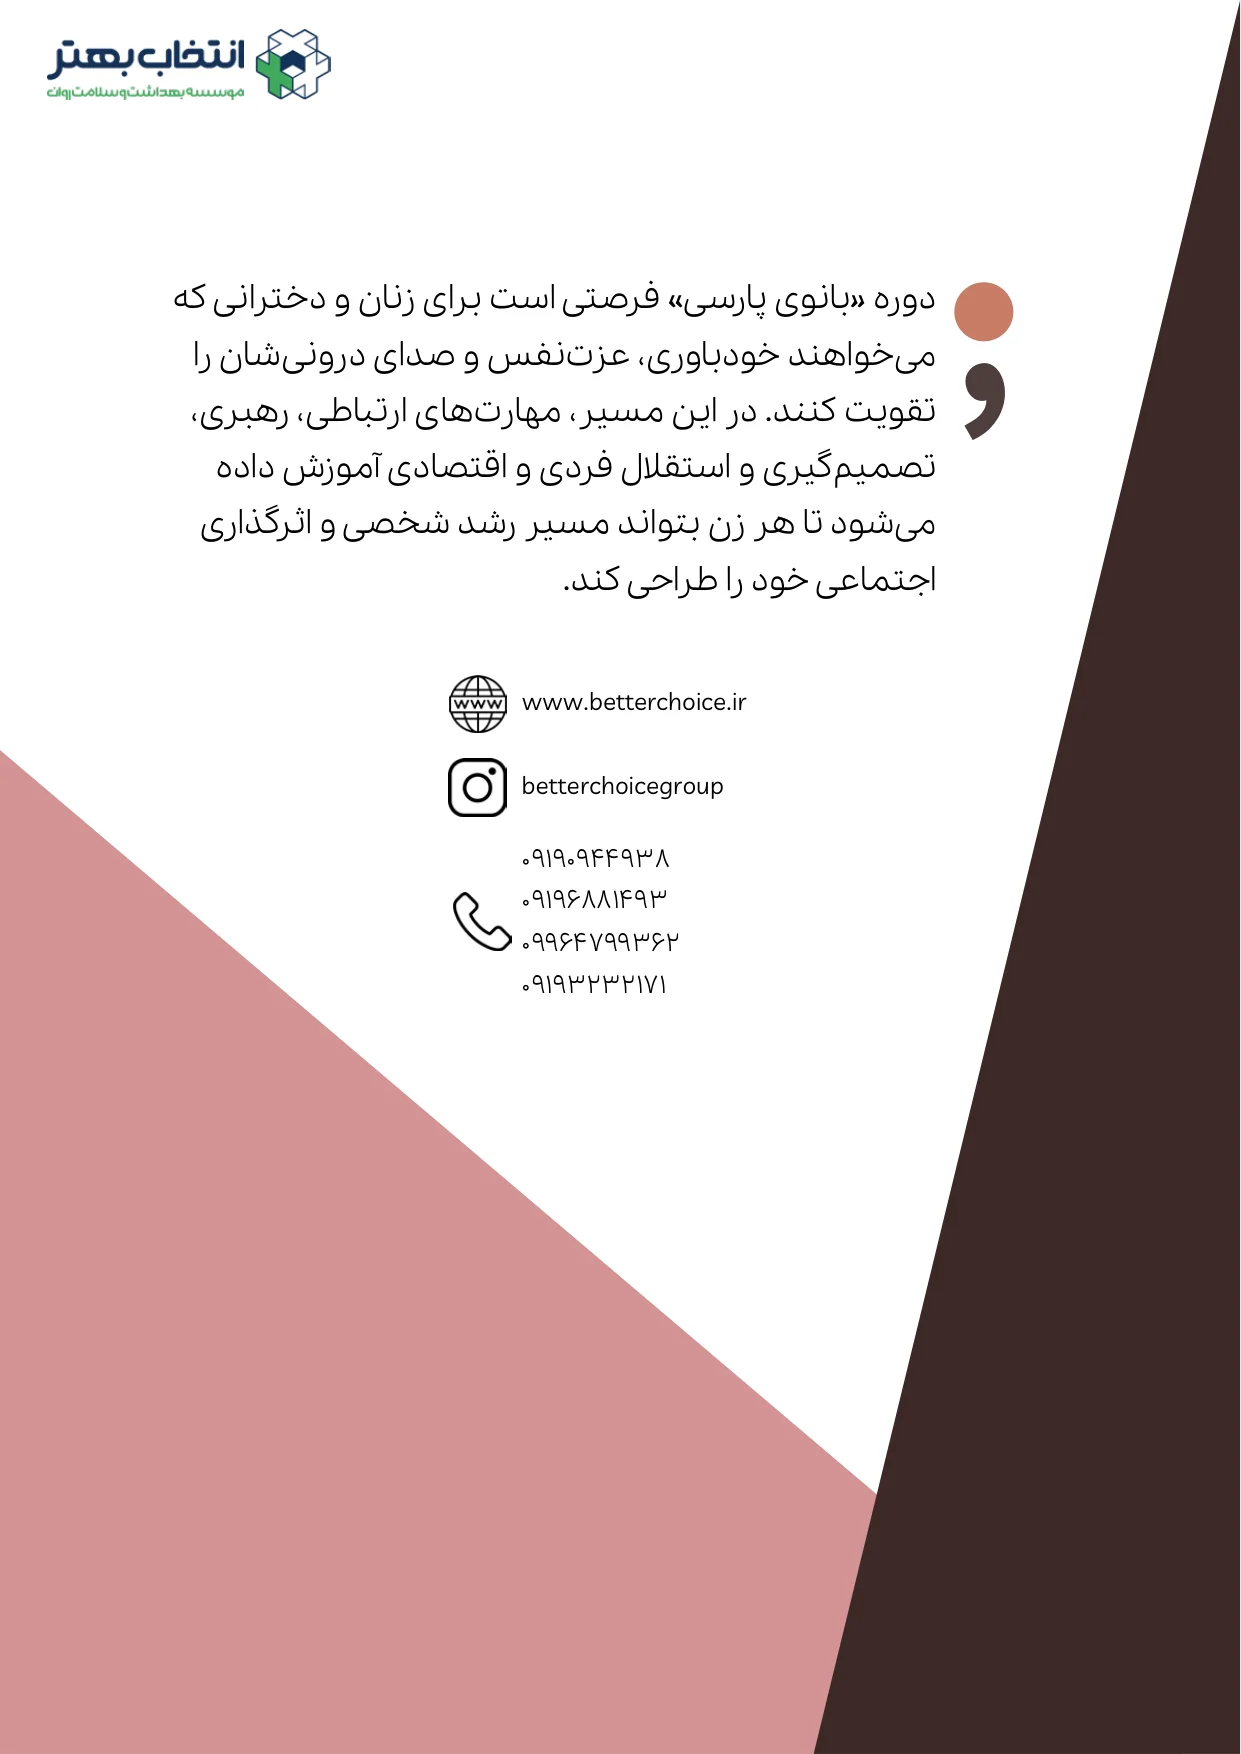 انتخاب بهتر
موسسه بهداشت و سلامت روان
دوره «بانوی پارسی» فرصتی است برای زنان و دخترانی که
می‌خواهند خودباوری، عزت‌نفس و صدای درونی‌شان را
تقویت کنند. در این مسیر، مهارت‌های ارتباطی، رهبری،
تصمیم‌گیری و استقلال فردی و اقتصادی آموزش داده
می‌شود تا هر زن بتواند مسیر رشد شخصی و اثرگذاری
اجتماعی خود را طراحی کند.
www
www.betterchoice.ir
betterchoicegroup
۰۹۱۹۰۹۴۴۹۳۸
۰۹۱۹۶۸۸۱۴۹۳
۰۹۹۶۴۷۹۹۳۶۲
۰۹۱۹۳۲۳۲۱۷۱